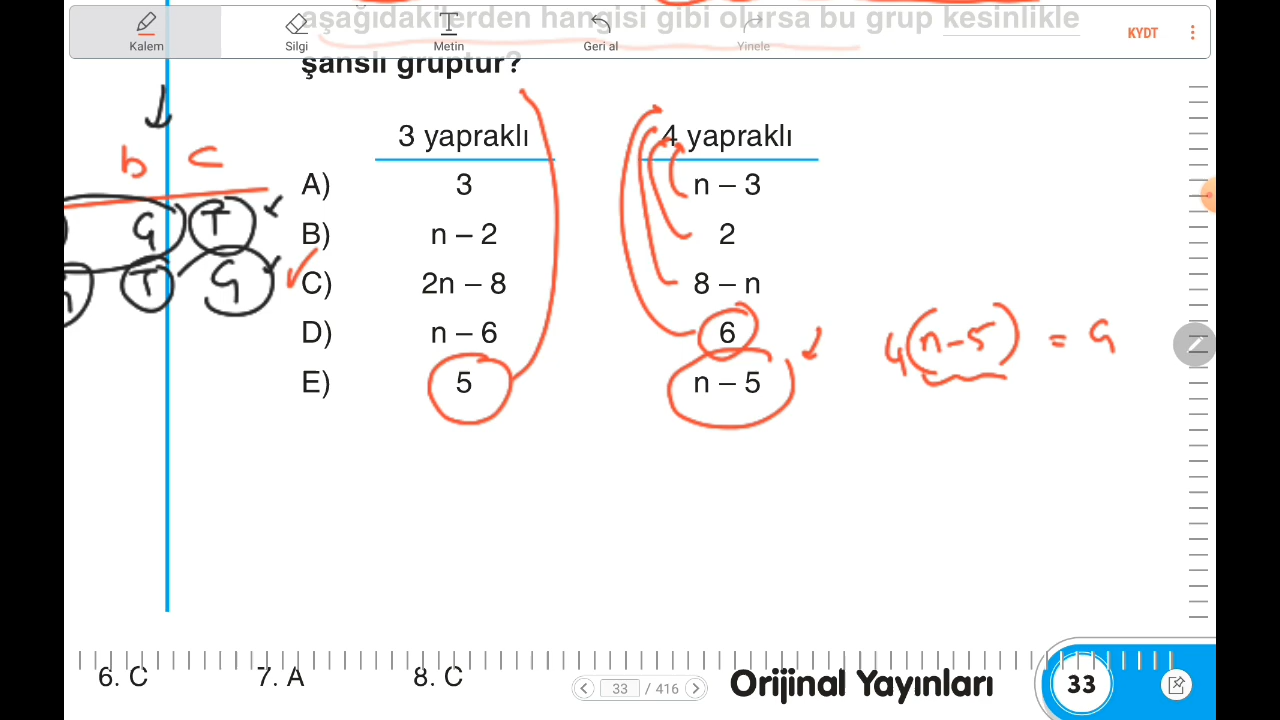 aşağıdakilerden hangisi gibi olursa bu grup kesinlikle
Kalem Silgi Metin Geri al Yinele KYDT
şanslı gruptur?
b c
3 yapraklı 4 yapraklı
A) 3 n – 3
G T
B) n – 2 2
T G
C) 2n – 8 8 – n
D) n – 6 6
4(n-5) = G
E) 5 n – 5
6. C 7. A 8. C
33 / 416
Orijinal Yayınları
33